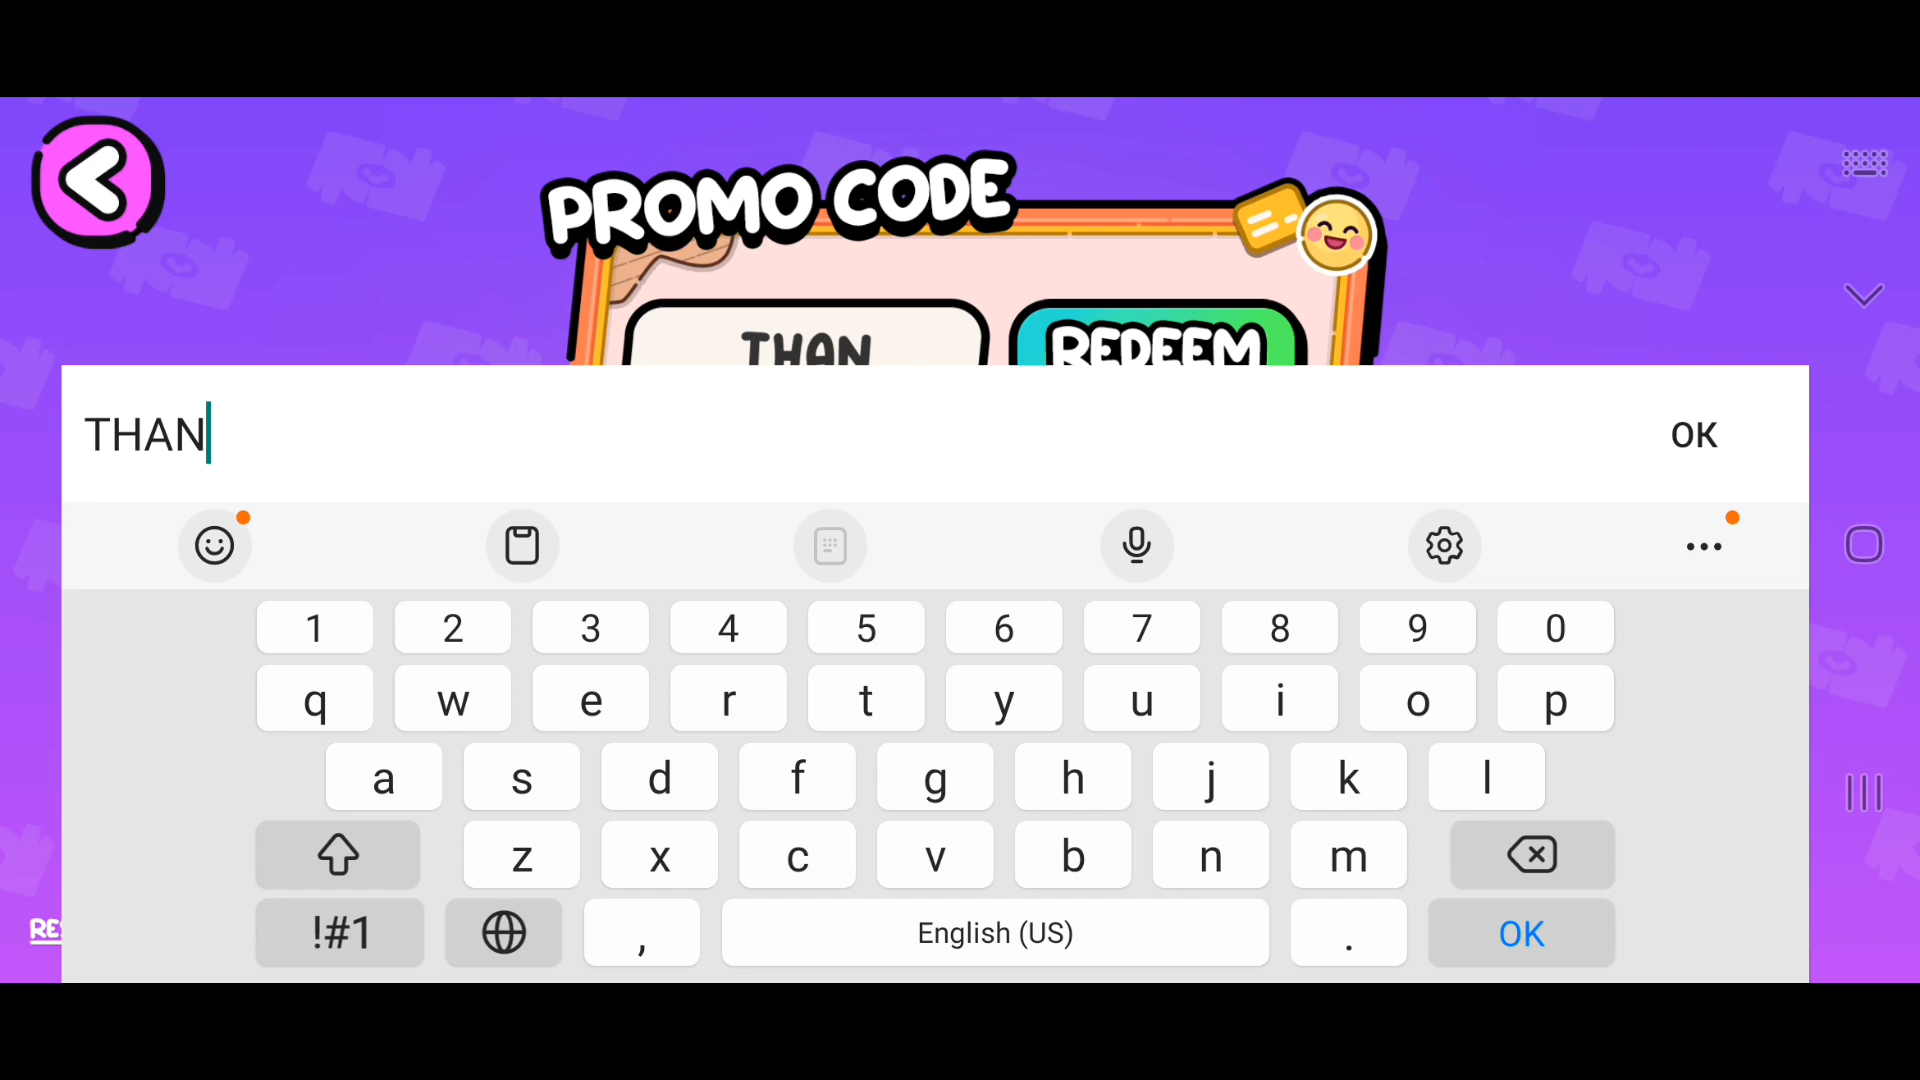 PROMO CODE
THAN
REDEEM
THAN
OK
1 2 3 4 5 6 7 8 9 0
q w e r t y u i o p
a s d f g h j k l
z x c v b n m
!#1 , English (US) . OK